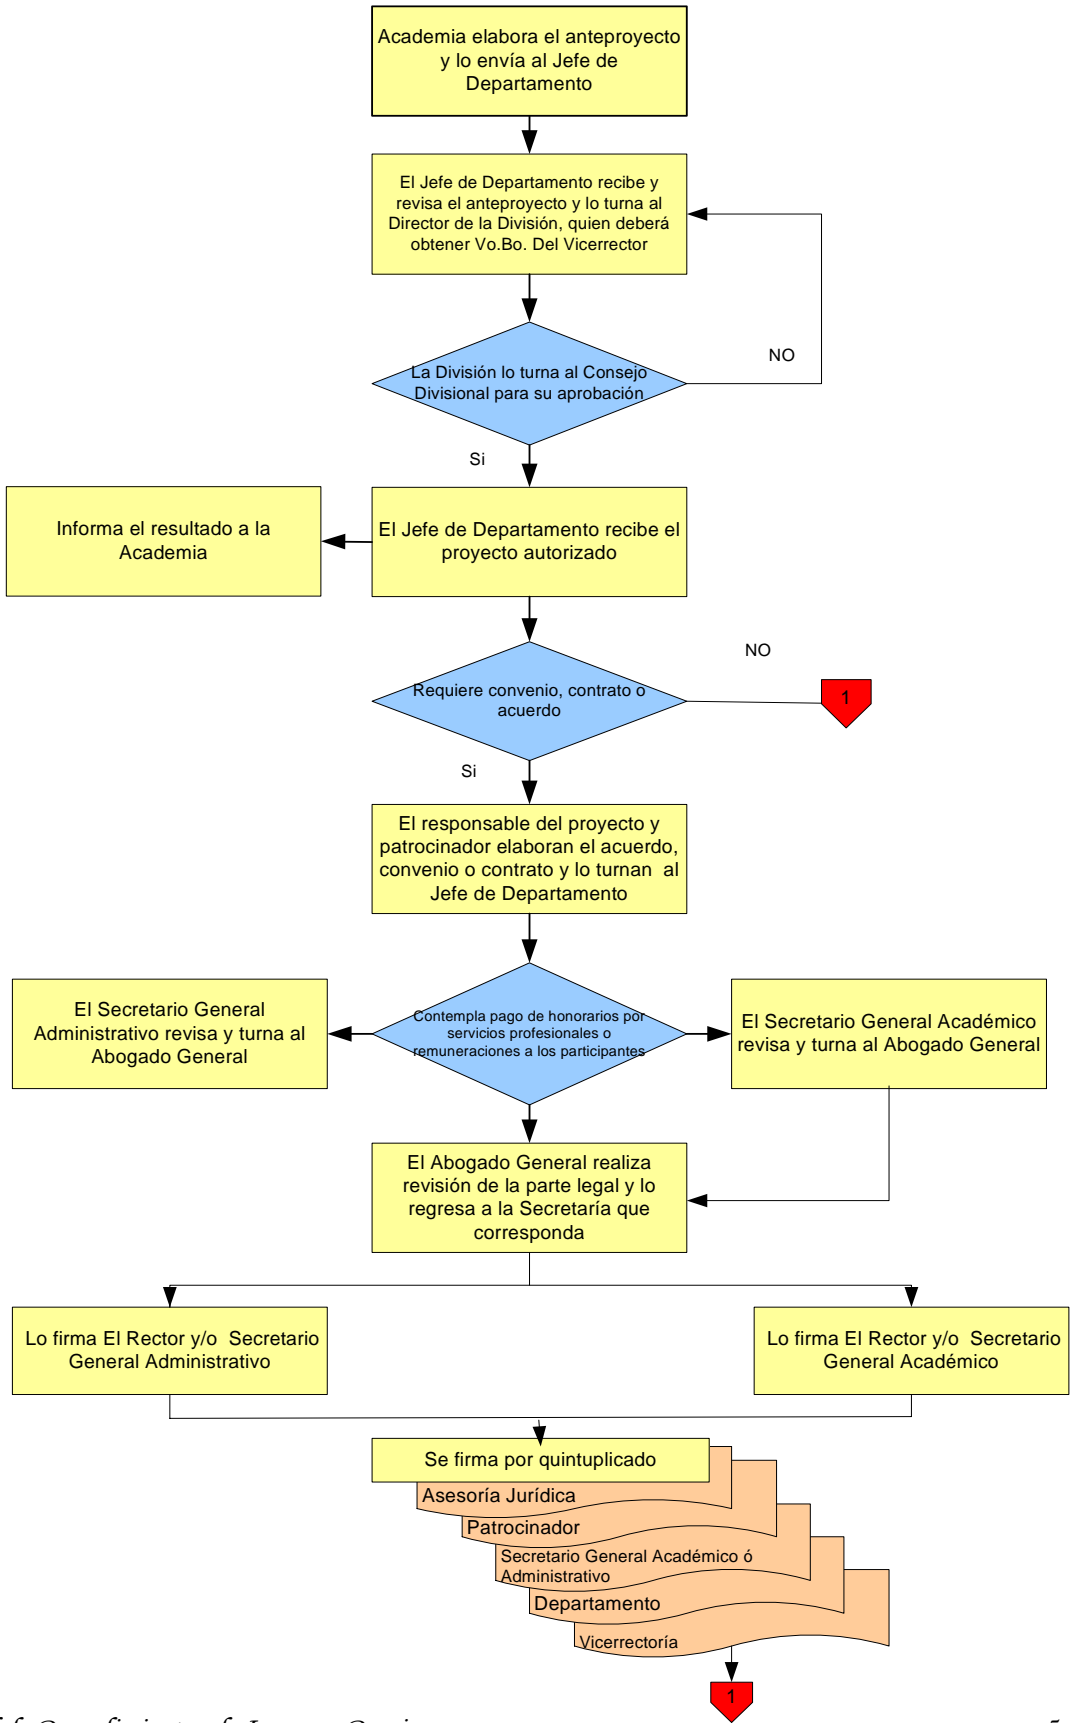 Academia elabora el anteproyecto
y lo envía al Jefe de
Departamento
El Jefe de Departamento recibe y
revisa el anteproyecto y lo turna al
Director de la División, quien deberá
obtener Vo.Bo. Del Vicerrector
NO
La División lo turna al Consejo
Divisional para su aprobación
Si
Informa el resultado a la
Academia
El Jefe de Departamento recibe el
proyecto autorizado
NO
Requiere convenio, contrato o
acuerdo
1
Si
El responsable del proyecto y
patrocinador elaboran el acuerdo,
convenio o contrato y lo turnan al
Jefe de Departamento
El Secretario General
Administrativo revisa y turna al
Abogado General
Contempla pago de honorarios por
servicios profesionales o
remuneraciones a los participantes
El Secretario General Académico
revisa y turna al Abogado General
El Abogado General realiza
revisión de la parte legal y lo
regresa a la Secretaría que
corresponda
Lo firma El Rector y/o Secretario
General Administrativo
Lo firma El Rector y/o Secretario
General Académico
Se firma por quintuplicado
Asesoría Jurídica
Patrocinador
Secretario General Académico ó
Administrativo
Departamento
Vicerrectoría
1